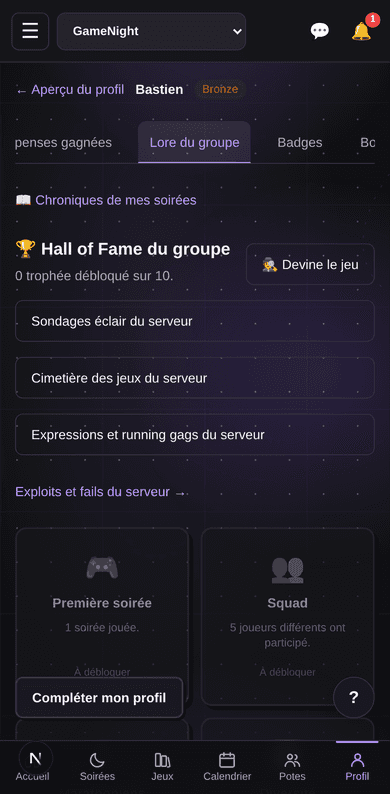 GameNight
1
← Aperçu du profil Bastien Bronze
penses gagnées Lore du groupe Badges Bo
📖 Chroniques de mes soirées
🏆 Hall of Fame du groupe
0 trophée débloqué sur 10.
🕵️ Devine le jeu
Sondages éclair du serveur
Cimetière des jeux du serveur
Expressions et running gags du serveur
Exploits et fails du serveur →
Première soirée
1 soirée jouée.
À débloquer
Squad
5 joueurs différents ont
participé.
À débloquer
Compléter mon profil
?
N
Accueil Soirées Jeux Calendrier Potes Profil